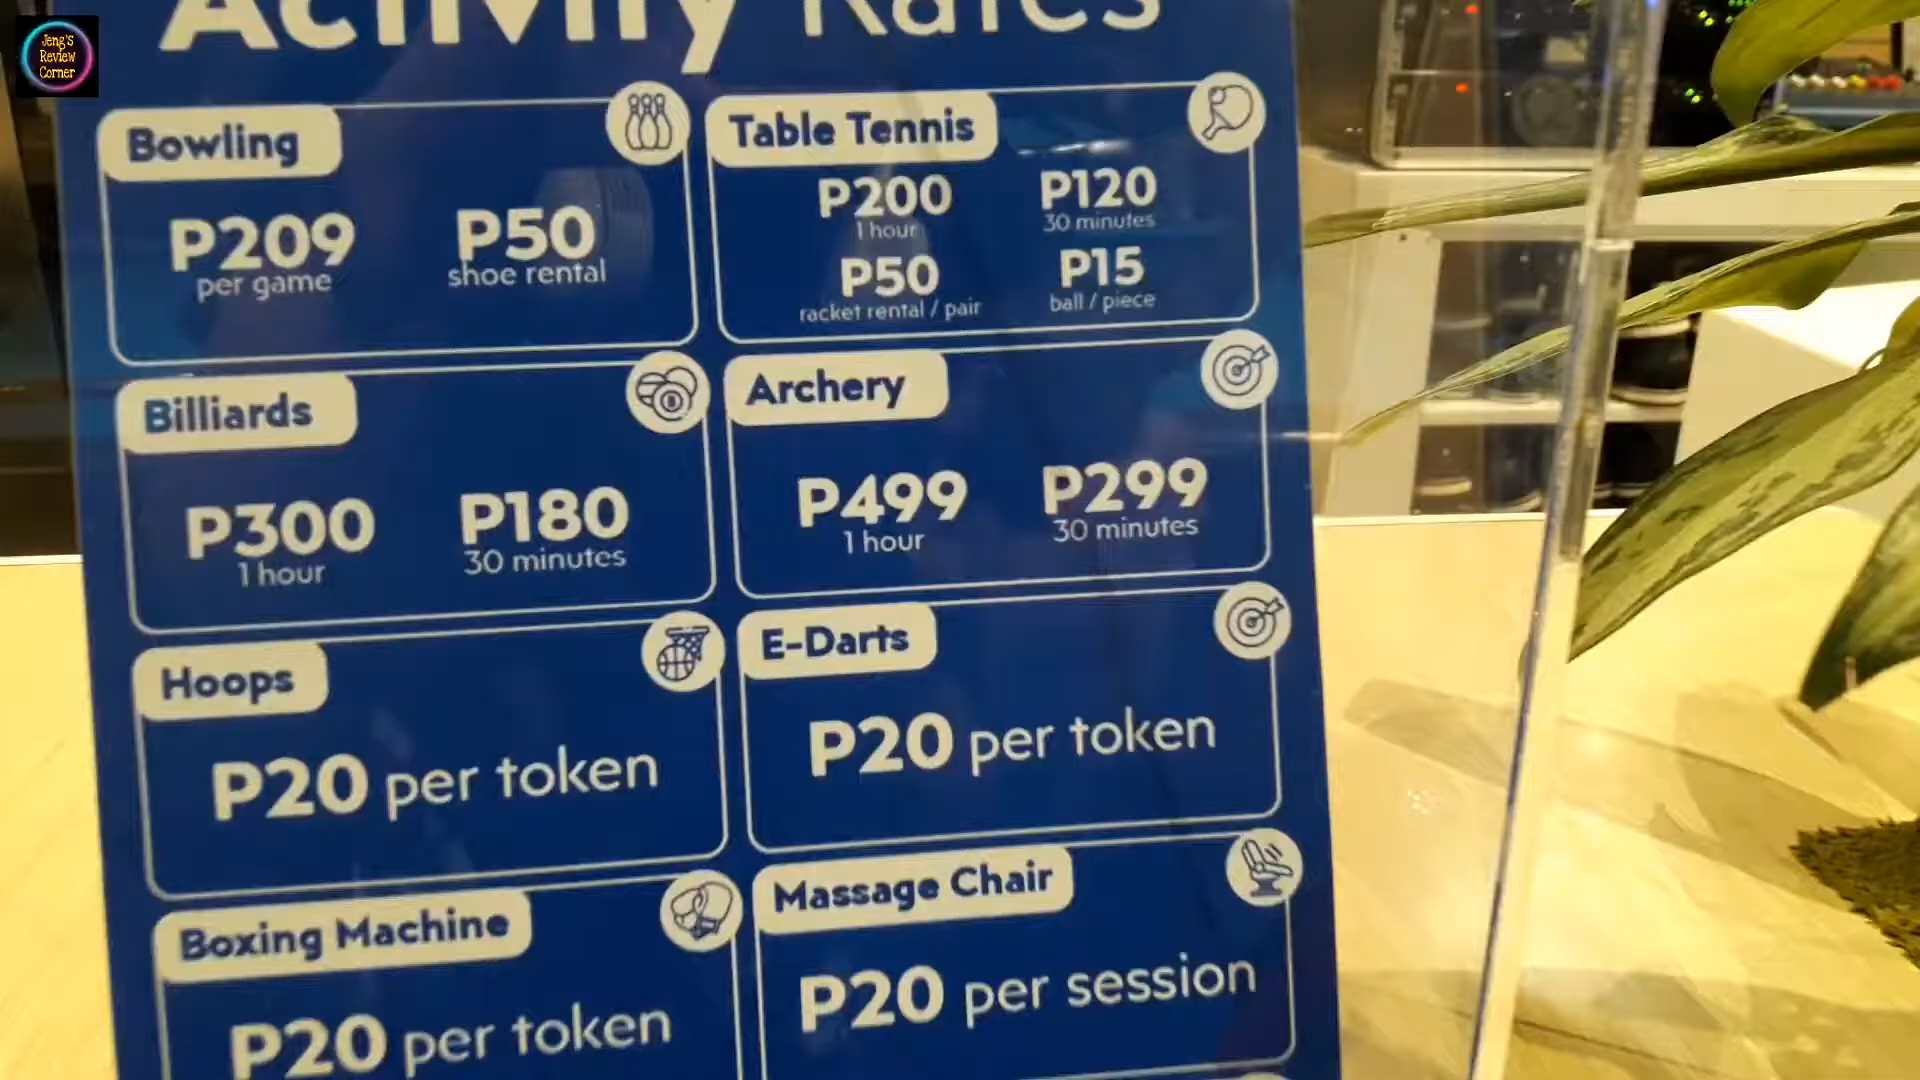 Jeng's
Review
Corner
Activity Rates
Bowling
P209
per game
P50
shoe rental
Table Tennis
P200
1 hour
P120
30 minutes
P50
racket rental / pair
P15
ball / piece
Billiards
P300
1 hour
P180
30 minutes
Archery
P499
1 hour
P299
30 minutes
Hoops
P20 per token
E-Darts
P20 per token
Boxing Machine
P20 per token
Massage Chair
P20 per session